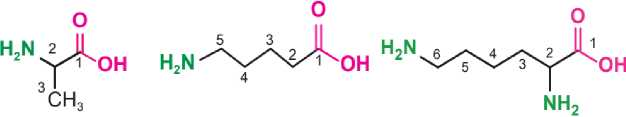 O
H₂N 2 1 OH
3 CH₃
O
H₂N 5 4 3 2 1 OH
O
H₂N 6 5 4 3 2 1 OH
NH₂